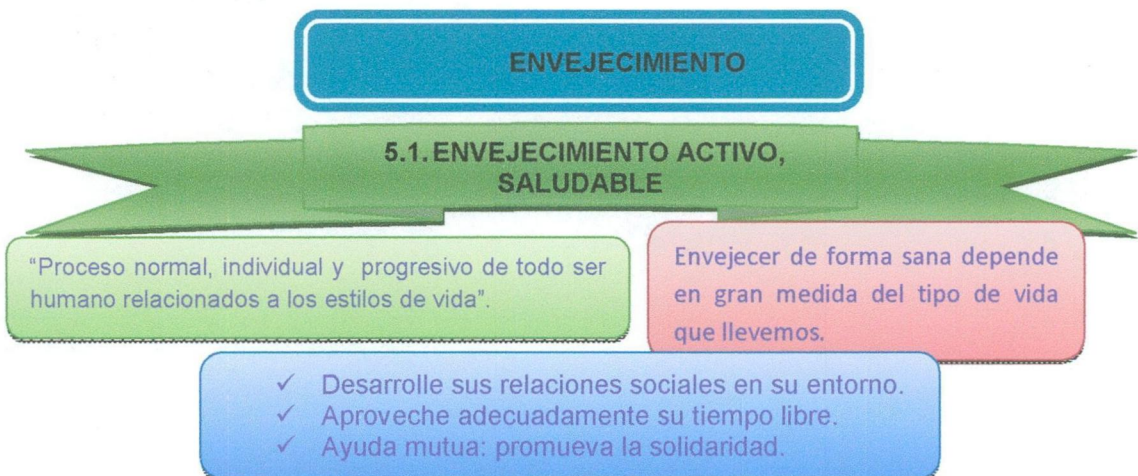 ENVEJECIMIENTO
5.1. ENVEJECIMIENTO ACTIVO,
SALUDABLE
"Proceso normal, individual y progresivo de todo ser
humano relacionados a los estilos de vida".
Envejecer de forma sana depende
en gran medida del tipo de vida
que llevemos.
✓ Desarrolle sus relaciones sociales en su entorno.
✓ Aproveche adecuadamente su tiempo libre.
✓ Ayuda mutua: promueva la solidaridad.